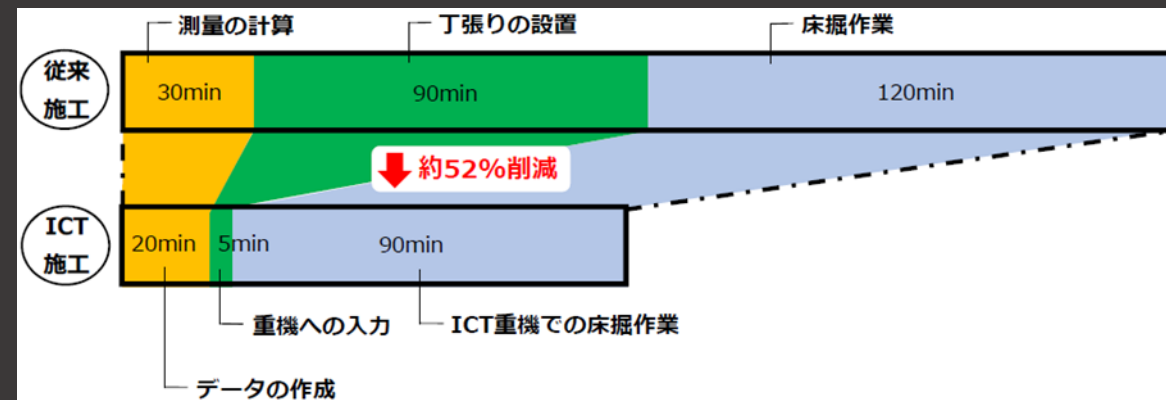 測量の計算
丁張りの設置
床掘作業
従来
施工
30min
90min
120min
約52%削減
ICT
施工
20min
5min
90min
重機への入力
ICT重機での床掘作業
データの作成